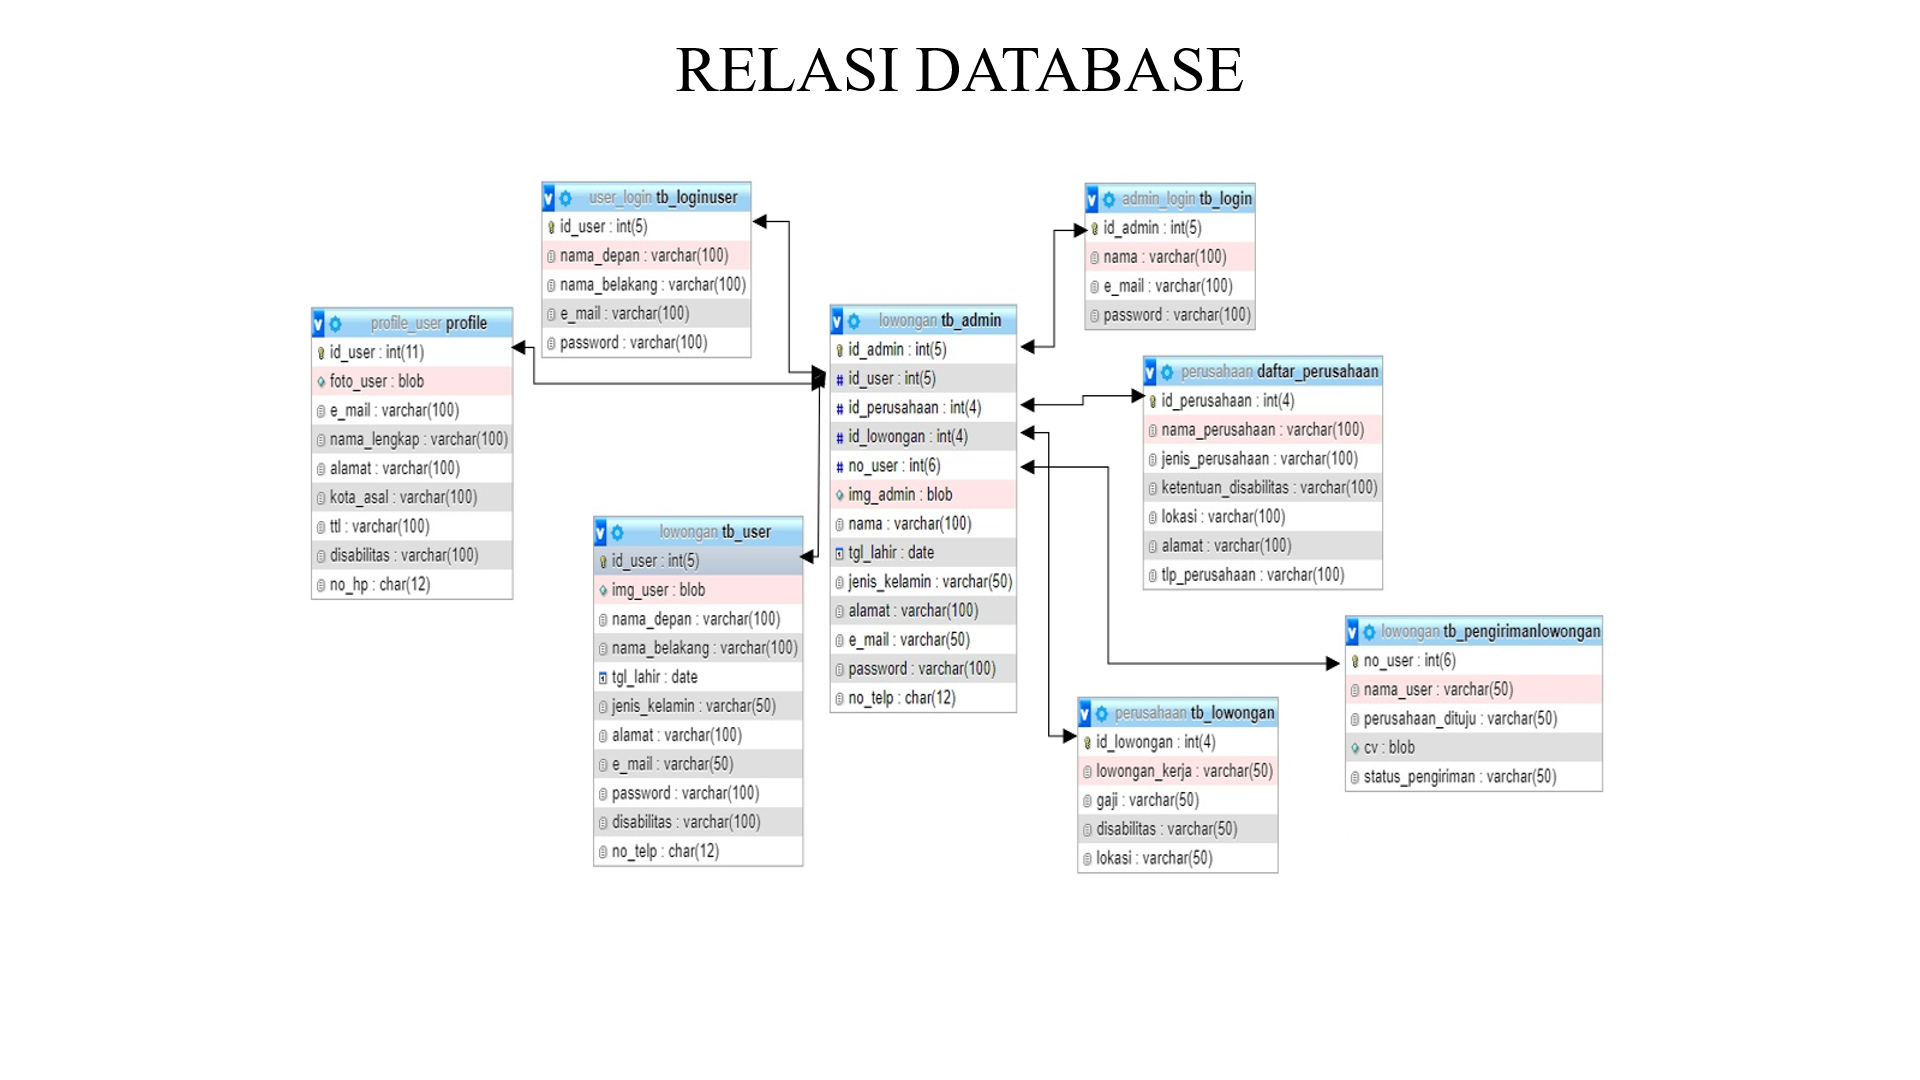 RELASI DATABASE
user_login tb_loginuser
id_user : int(5)
nama_depan : varchar(100)
nama_belakang : varchar(100)
e_mail : varchar(100)
password : varchar(100)
admin_login tb_login
id_admin : int(5)
nama : varchar(100)
e_mail : varchar(100)
password : varchar(100)
profile_user profile
id_user : int(11)
foto_user : blob
e_mail : varchar(100)
nama_lengkap : varchar(100)
alamat : varchar(100)
kota_asal : varchar(100)
ttl : varchar(100)
disabilitas : varchar(100)
no_hp : char(12)
lowongan tb_admin
id_admin : int(5)
id_user : int(5)
id_perusahaan : int(4)
id_lowongan : int(4)
no_user : int(6)
img_admin : blob
nama : varchar(100)
tgl_lahir : date
jenis_kelamin : varchar(50)
alamat : varchar(100)
e_mail : varchar(50)
password : varchar(100)
no_telp : char(12)
perusahaan daftar_perusahaan
id_perusahaan : int(4)
nama_perusahaan : varchar(100)
jenis_perusahaan : varchar(100)
ketentuan_disabilitas : varchar(100)
lokasi : varchar(100)
alamat : varchar(100)
tlp_perusahaan : varchar(100)
lowongan tb_user
id_user : int(5)
img_user : blob
nama_depan : varchar(100)
nama_belakang : varchar(100)
tgl_lahir : date
jenis_kelamin : varchar(50)
alamat : varchar(100)
e_mail : varchar(50)
password : varchar(100)
disabilitas : varchar(100)
no_telp : char(12)
lowongan tb_pengirimanlowongan
no_user : int(6)
nama_user : varchar(50)
perusahaan_dituju : varchar(50)
cv : blob
status_pengiriman : varchar(50)
perusahaan tb_lowongan
id_lowongan : int(4)
lowongan_kerja : varchar(50)
gaji : varchar(50)
disabilitas : varchar(50)
lokasi : varchar(50)